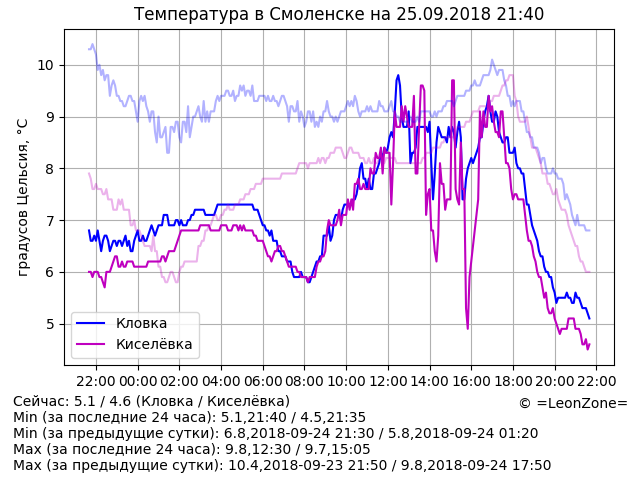 Температура в Смоленске на 25.09.2018 21:40
градусов Цельсия, °C
10
9
8
7
6
5
Кловка
Киселёвка
22:00 00:00 02:00 04:00 06:00 08:00 10:00 12:00 14:00 16:00 18:00 20:00 22:00
Сейчас: 5.1 / 4.6 (Кловка / Киселёвка)
© =LeonZone=
Min (за последние 24 часа): 5.1,21:40 / 4.5,21:35
Min (за предыдущие сутки): 6.8,2018-09-24 21:30 / 5.8,2018-09-24 01:20
Max (за последние 24 часа): 9.8,12:30 / 9.7,15:05
Max (за предыдущие сутки): 10.4,2018-09-23 21:50 / 9.8,2018-09-24 17:50